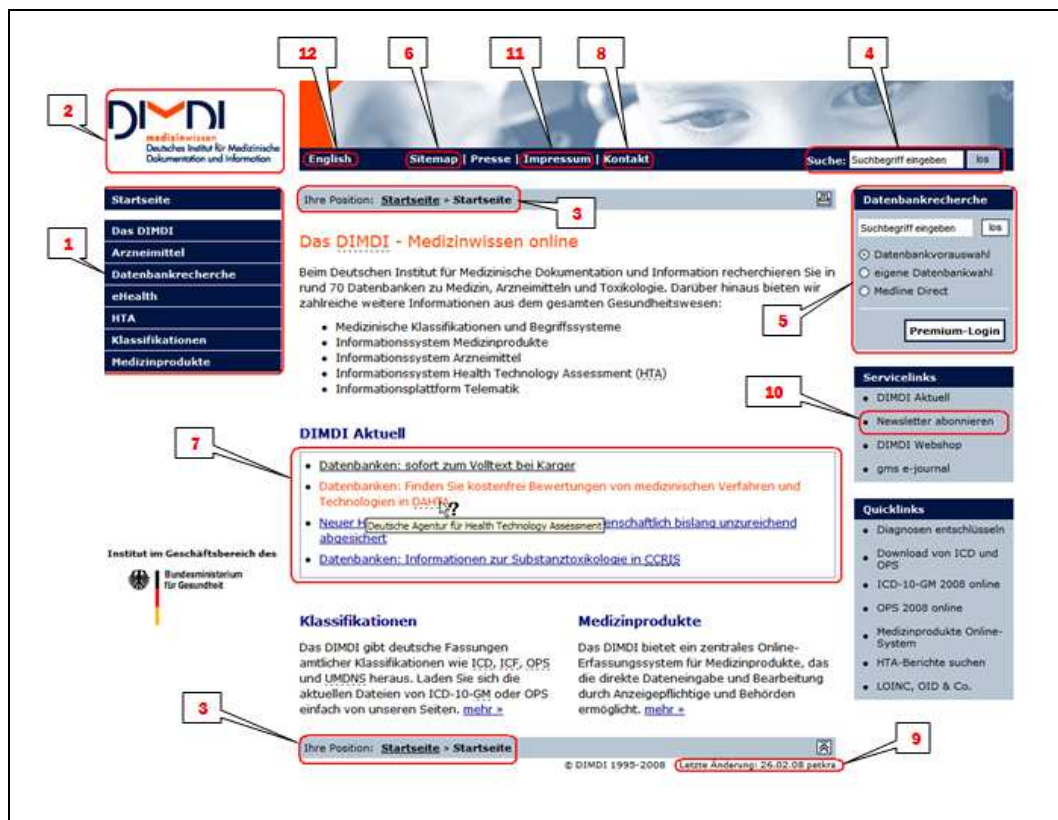 12
6
11
8
4
2
DIMDI
medizinwissen
Deutsches Institut für Medizinische
Dokumentation und Information
English
Sitemap | Presse | Impressum | Kontakt
Suche: Suchbegriff eingeben los
Startseite
Ihre Position: Startseite » Startseite
3
Datenbankrecherche
Suchbegriff eingeben los
Datenbankvorauswahl
eigene Datenbankwahl
Medline Direct
Premium-Login
5
1
Das DIMDI
Arzneimittel
Datenbankrecherche
eHealth
HTA
Klassifikationen
Medizinprodukte
Das DIMDI - Medizinwissen online
Beim Deutschen Institut für Medizinische Dokumentation und Information recherchieren Sie in
rund 70 Datenbanken zu Medizin, Arzneimitteln und Toxikologie. Darüber hinaus bieten wir
zahlreiche weitere Informationen aus dem gesamten Gesundheitswesen:
Medizinische Klassifikationen und Begriffssysteme
Informationssystem Medizinprodukte
Informationssystem Arzneimittel
Informationssystem Health Technology Assessment (HTA)
Informationsplattform Telematik
Servicelinks
10
DIMDI Aktuell
Newsletter abonnieren
DIMDI Webshop
gms e-journal
7
DIMDI Aktuell
Datenbanken: sofort zum Volltext bei Karger
Datenbanken: Finden Sie kostenfrei Bewertungen von medizinischen Verfahren und
Technologien in DAHTA
Neuer H Deutsche Agentur für Health Technology Assessment enschaftlich bislang unzureichend
abgesichert
Datenbanken: Informationen zur Substanztoxikologie in CCRIS
Quicklinks
Diagnosen entschlüsseln
Download von ICD und
OPS
ICD-10-GM 2008 online
OPS 2008 online
Medizinprodukte Online-
System
HTA-Berichte suchen
LOINC, OID & Co.
Institut im Geschäftsbereich des
Bundesministerium
für Gesundheit
Klassifikationen
Das DIMDI gibt deutsche Fassungen
amtlicher Klassifikationen wie ICD, ICF, OPS
und UMDNS heraus. Laden Sie sich die
aktuellen Dateien von ICD-10-GM oder OPS
einfach von unseren Seiten. mehr »
Medizinprodukte
Das DIMDI bietet ein zentrales Online-
Erfassungssystem für Medizinprodukte, das
die direkte Dateneingabe und Bearbeitung
durch Anzeigepflichtige und Behörden
ermöglicht. mehr »
3
9
Ihre Position: Startseite » Startseite
© DIMDI 1995-2008 Letzte Änderung: 26.02.08 petkra